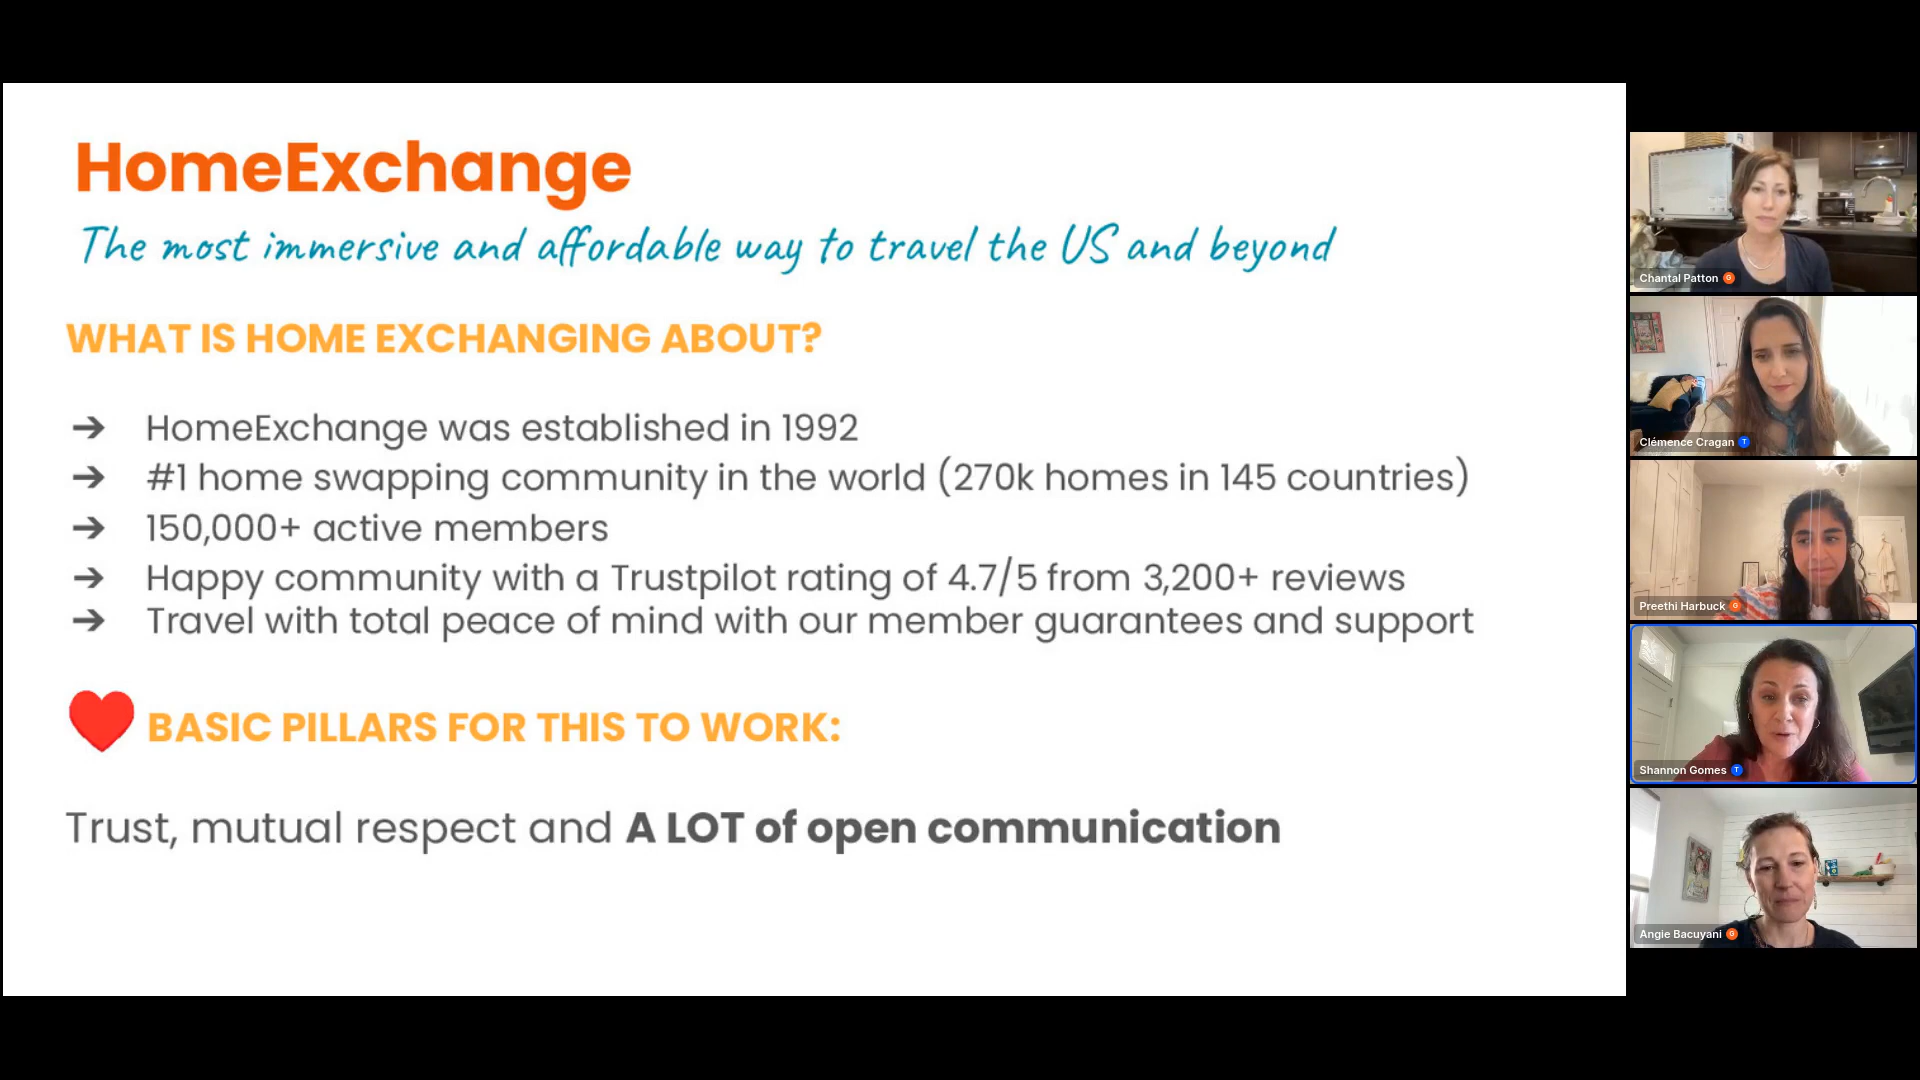 HomeExchange
The most immersive and affordable way to travel the US and beyond
WHAT IS HOME EXCHANGING ABOUT?
➔ HomeExchange was established in 1992
➔ #1 home swapping community in the world (270k homes in 145 countries)
➔ 150,000+ active members
➔ Happy community with a Trustpilot rating of 4.7/5 from 3,200+ reviews
➔ Travel with total peace of mind with our member guarantees and support
BASIC PILLARS FOR THIS TO WORK:
Trust, mutual respect and A LOT of open communication
Chantal Patton G
Clémence Cragan T
Preethi Harbuck G
Shannon Gomes T
Angie Bacuyani G